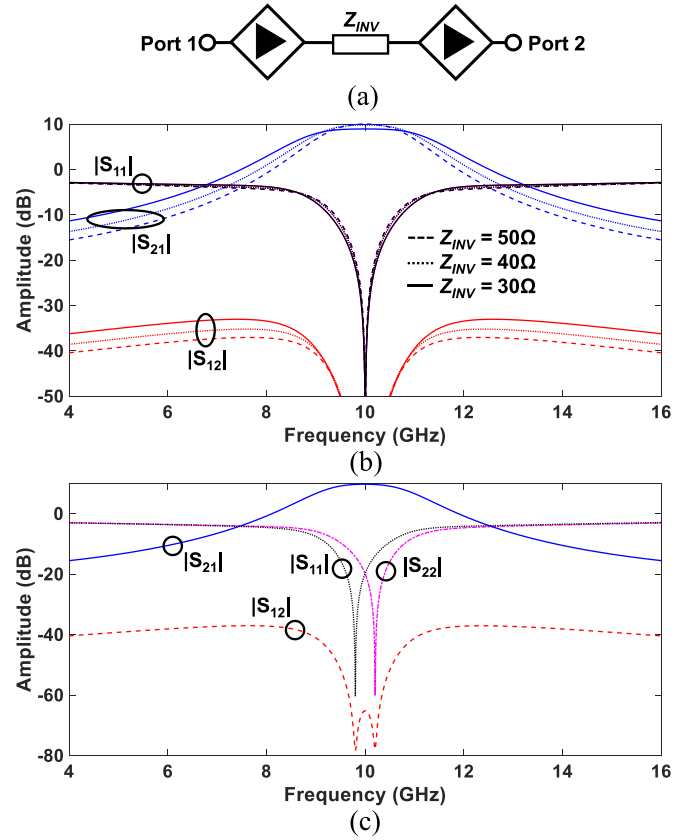 Z_INV
Port 1
Port 2
(a)
10
0
-10
-20
-30
-40
-50
Amplitude (dB)
|S11|
|S21|
|S12|
Z_INV = 50Ω
Z_INV = 40Ω
Z_INV = 30Ω
4 6 8 10 12 14 16
Frequency (GHz)
(b)
0
-20
-40
-60
-80
Amplitude (dB)
|S21|
|S11|
|S22|
|S12|
4 6 8 10 12 14 16
Frequency (GHz)
(c)